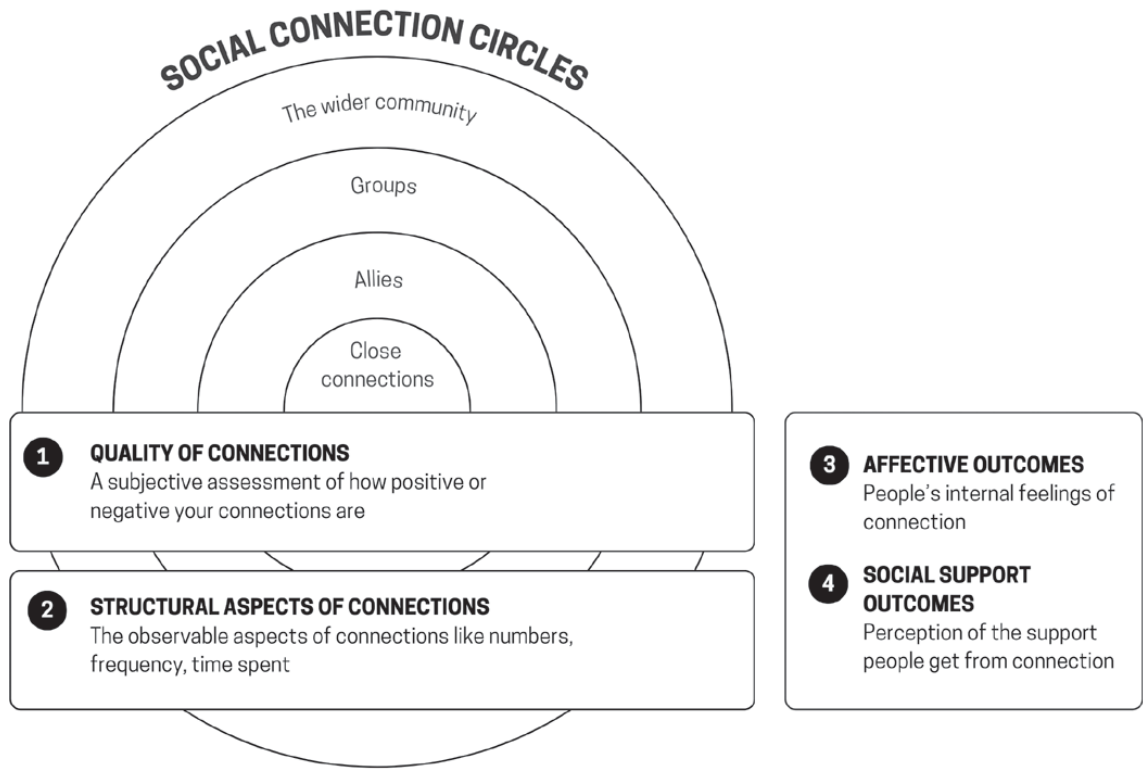 SOCIAL CONNECTION CIRCLES
The wider community
Groups
Allies
Close
connections
1
QUALITY OF CONNECTIONS
A subjective assessment of how positive or
negative your connections are
2
STRUCTURAL ASPECTS OF CONNECTIONS
The observable aspects of connections like numbers,
frequency, time spent
3
AFFECTIVE OUTCOMES
People’s internal feelings of
connection
4
SOCIAL SUPPORT
OUTCOMES
Perception of the support
people get from connection